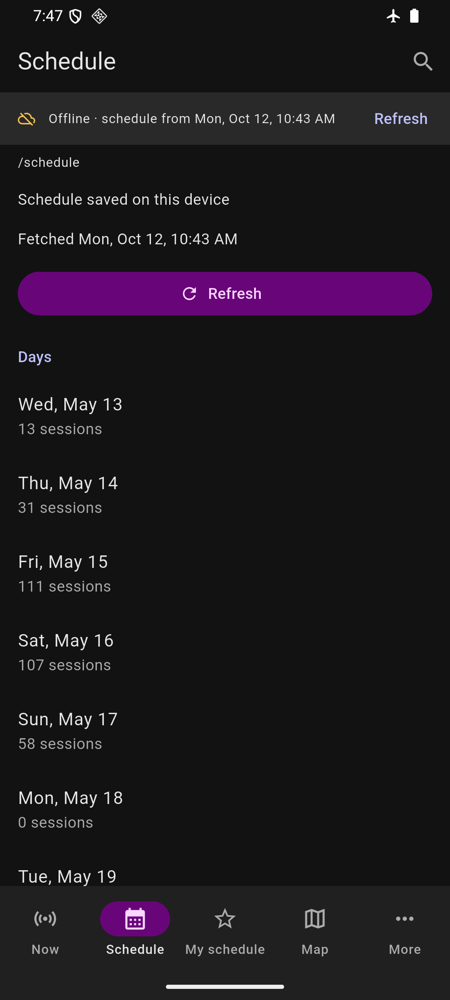 7:47
Schedule
Offline · schedule from Mon, Oct 12, 10:43 AM
Refresh
/schedule
Schedule saved on this device
Fetched Mon, Oct 12, 10:43 AM
Refresh
Days
Wed, May 13
13 sessions
Thu, May 14
31 sessions
Fri, May 15
111 sessions
Sat, May 16
107 sessions
Sun, May 17
58 sessions
Mon, May 18
0 sessions
Tue, May 19
Now
Schedule
My schedule
Map
More